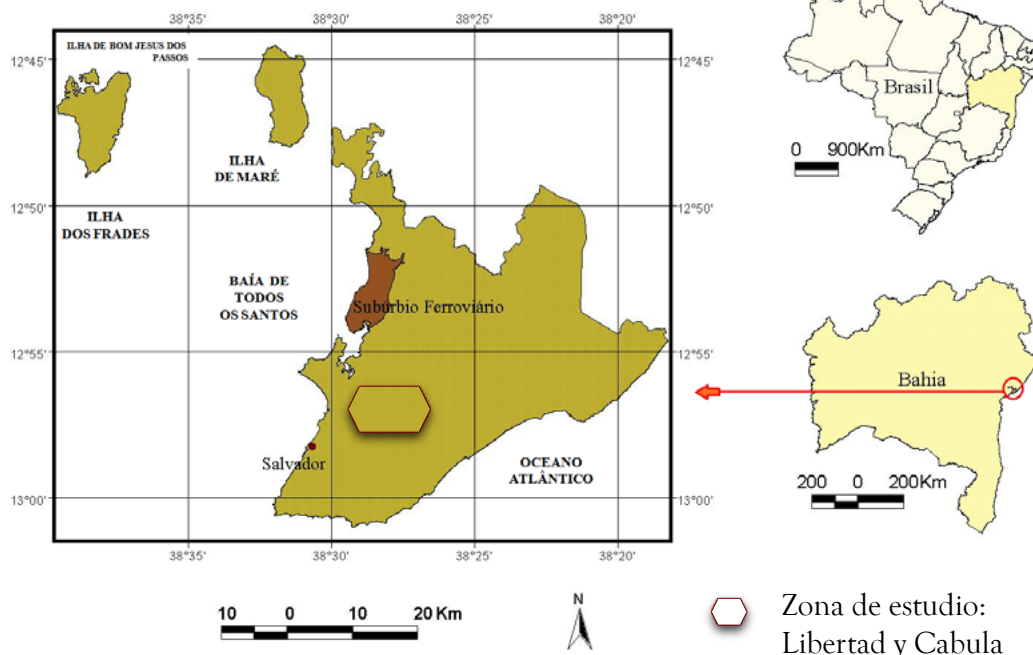 38°35'
38°30'
38°25'
38°20'
ILHA DE BOM JESUS DOS
PASSOS
12°45'
12°45'
ILHA
DE MARÉ
12°50'
12°50'
ILHA
DOS FRADES
BAÍA DE
TODOS
OS SANTOS
Subúrbio Ferroviário
12°55'
12°55'
Salvador
OCEANO
ATLÂNTICO
13°00'
13°00'
38°35'
38°30'
38°25'
38°20'
10 0 10 20 Km
N
Brasil
0 900Km
Bahia
200 0 200Km
Zona de estudio:
Libertad y Cabula